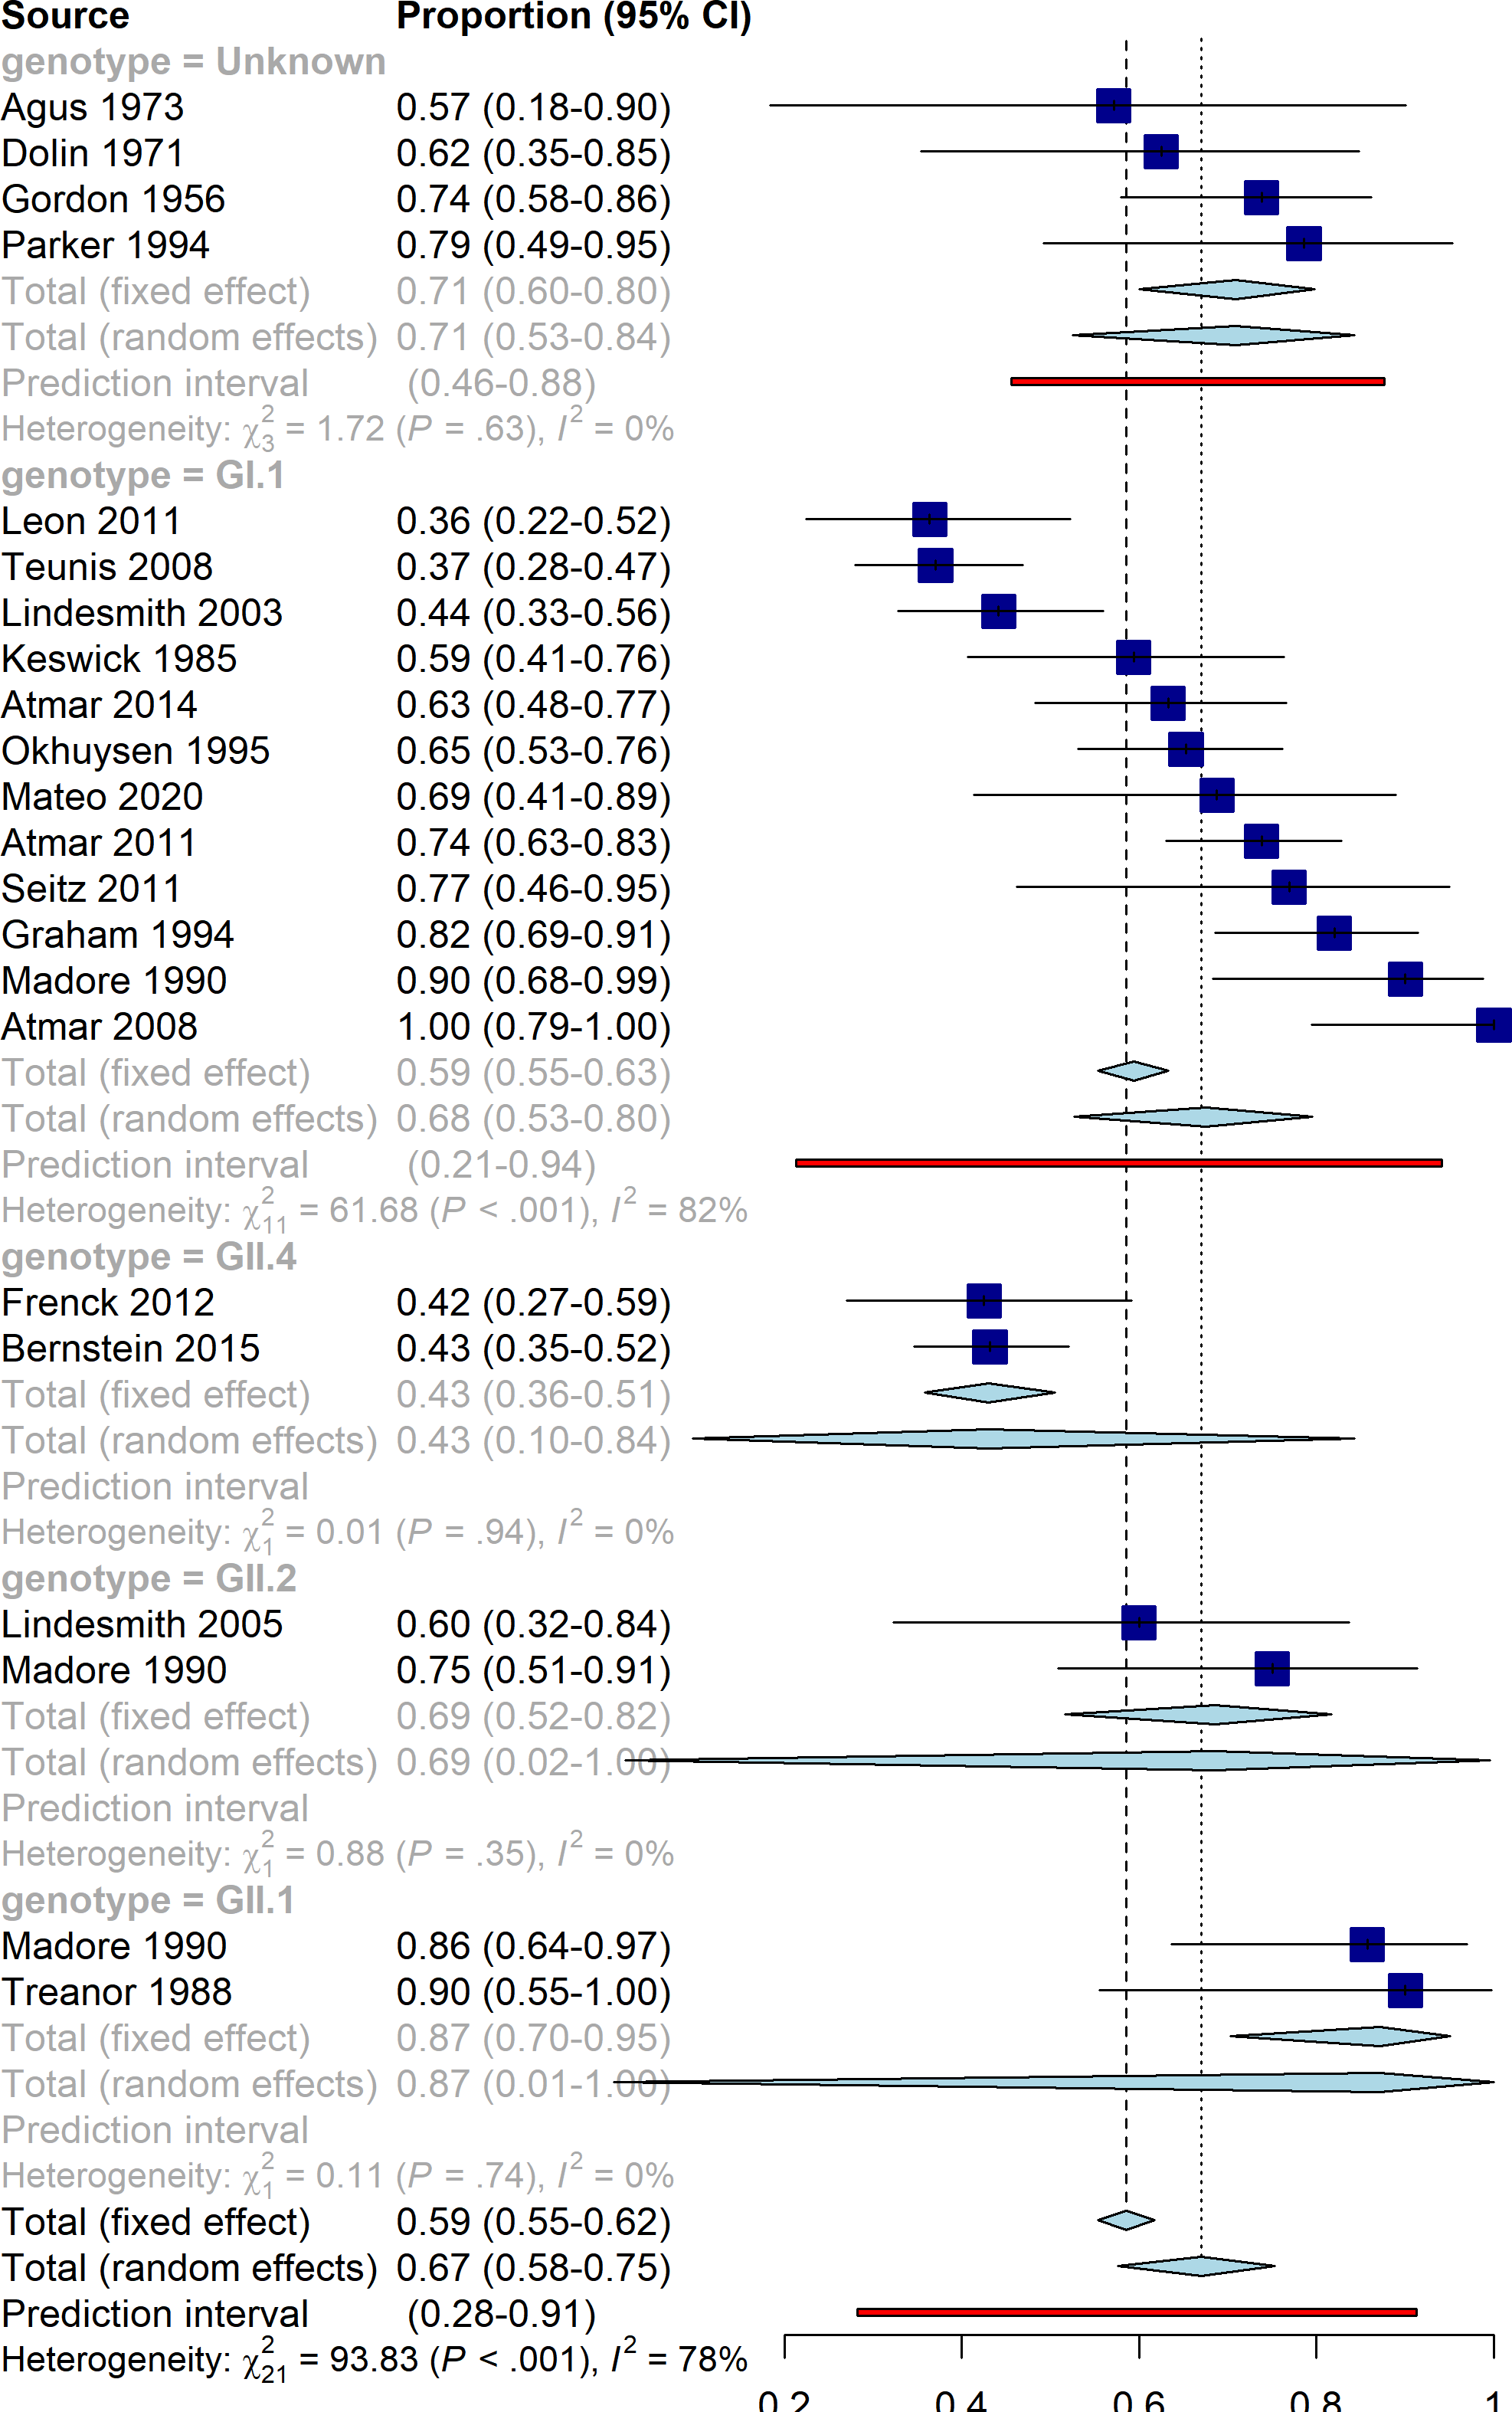 Source Proportion (95% CI)
genotype = Unknown
Agus 1973 0.57 (0.18-0.90)
Dolin 1971 0.62 (0.35-0.85)
Gordon 1956 0.74 (0.58-0.86)
Parker 1994 0.79 (0.49-0.95)
Total (fixed effect) 0.71 (0.60-0.80)
Total (random effects) 0.71 (0.53-0.84)
Prediction interval (0.46-0.88)
Heterogeneity: χ²₃ = 1.72 (P = .63), I² = 0%
genotype = GI.1
Leon 2011 0.36 (0.22-0.52)
Teunis 2008 0.37 (0.28-0.47)
Lindesmith 2003 0.44 (0.33-0.56)
Keswick 1985 0.59 (0.41-0.76)
Atmar 2014 0.63 (0.48-0.77)
Okhuysen 1995 0.65 (0.53-0.76)
Mateo 2020 0.69 (0.41-0.89)
Atmar 2011 0.74 (0.63-0.83)
Seitz 2011 0.77 (0.46-0.95)
Graham 1994 0.82 (0.69-0.91)
Madore 1990 0.90 (0.68-0.99)
Atmar 2008 1.00 (0.79-1.00)
Total (fixed effect) 0.59 (0.55-0.63)
Total (random effects) 0.68 (0.53-0.80)
Prediction interval (0.21-0.94)
Heterogeneity: χ²₁₁ = 61.68 (P < .001), I² = 82%
genotype = GII.4
Frenck 2012 0.42 (0.27-0.59)
Bernstein 2015 0.43 (0.35-0.52)
Total (fixed effect) 0.43 (0.36-0.51)
Total (random effects) 0.43 (0.10-0.84)
Prediction interval
Heterogeneity: χ²₁ = 0.01 (P = .94), I² = 0%
genotype = GII.2
Lindesmith 2005 0.60 (0.32-0.84)
Madore 1990 0.75 (0.51-0.91)
Total (fixed effect) 0.69 (0.52-0.82)
Total (random effects) 0.69 (0.02-1.00)
Prediction interval
Heterogeneity: χ²₁ = 0.88 (P = .35), I² = 0%
genotype = GII.1
Madore 1990 0.86 (0.64-0.97)
Treanor 1988 0.90 (0.55-1.00)
Total (fixed effect) 0.87 (0.70-0.95)
Total (random effects) 0.87 (0.01-1.00)
Prediction interval
Heterogeneity: χ²₁ = 0.11 (P = .74), I² = 0%
Total (fixed effect) 0.59 (0.55-0.62)
Total (random effects) 0.67 (0.58-0.75)
Prediction interval (0.28-0.91)
Heterogeneity: χ²₂₁ = 93.83 (P < .001), I² = 78%
0.2 0.4 0.6 0.8 1